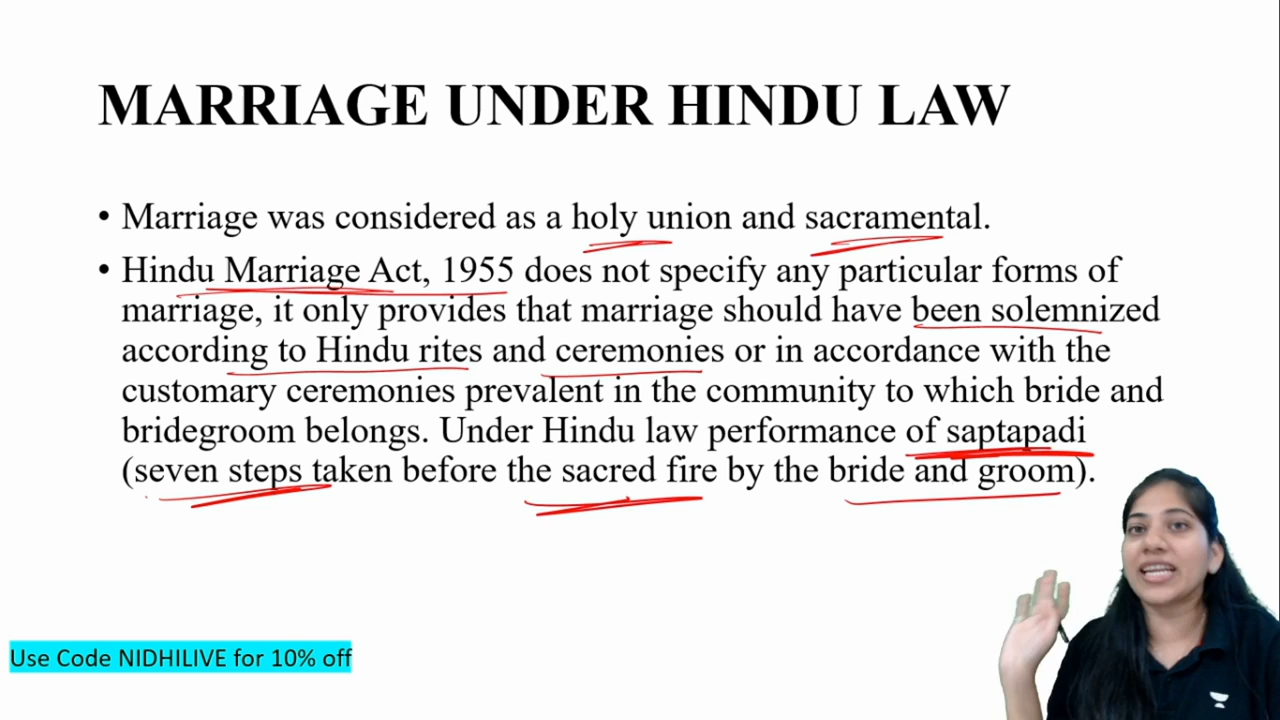 MARRIAGE UNDER HINDU LAW
• Marriage was considered as a holy union and sacramental.
• Hindu Marriage Act, 1955 does not specify any particular forms of
marriage, it only provides that marriage should have been solemnized
according to Hindu rites and ceremonies or in accordance with the
customary ceremonies prevalent in the community to which bride and
bridegroom belongs. Under Hindu law performance of saptapadi
(seven steps taken before the sacred fire by the bride and groom).
Use Code NIDHILIVE for 10% off